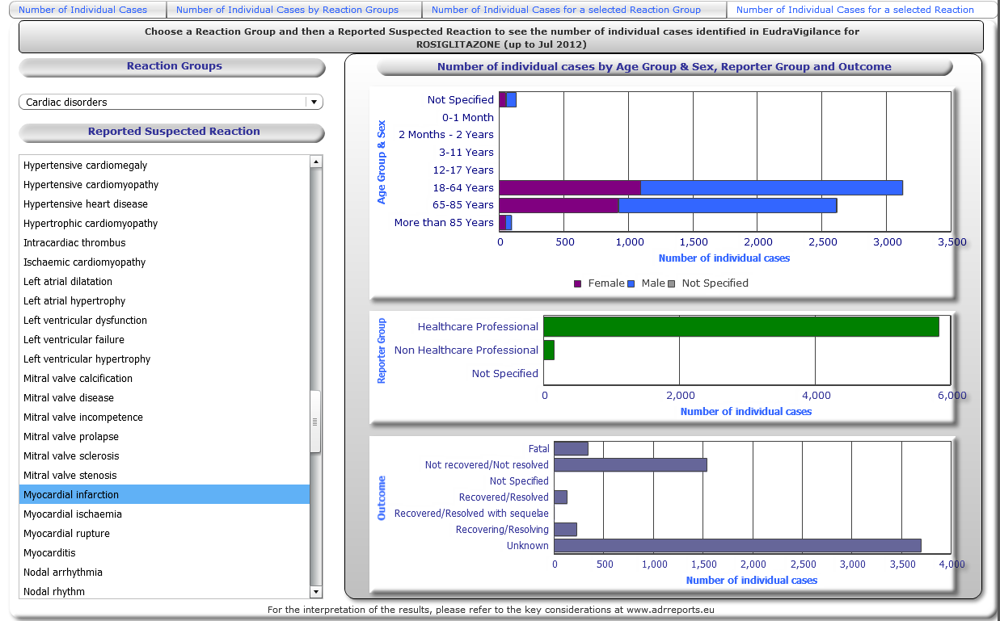 Number of Individual Cases
Number of Individual Cases by Reaction Groups
Number of Individual Cases for a selected Reaction Group
Number of Individual Cases for a selected Reaction
Choose a Reaction Group and then a Reported Suspected Reaction to see the number of individual cases identified in EudraVigilance for
ROSIGLITAZONE (up to Jul 2012)
Reaction Groups
Cardiac disorders
Reported Suspected Reaction
Hypertensive cardiomegaly
Hypertensive cardiomyopathy
Hypertensive heart disease
Hypertrophic cardiomyopathy
Intracardiac thrombus
Ischaemic cardiomyopathy
Left atrial dilatation
Left atrial hypertrophy
Left ventricular dysfunction
Left ventricular failure
Left ventricular hypertrophy
Mitral valve calcification
Mitral valve disease
Mitral valve incompetence
Mitral valve prolapse
Mitral valve sclerosis
Mitral valve stenosis
Myocardial infarction
Myocardial ischaemia
Myocardial rupture
Myocarditis
Nodal arrhythmia
Nodal rhythm
Number of individual cases by Age Group & Sex, Reporter Group and Outcome
Age Group & Sex
Not Specified
0-1 Month
2 Months - 2 Years
3-11 Years
12-17 Years
18-64 Years
65-85 Years
More than 85 Years
0 500 1,000 1,500 2,000 2,500 3,000 3,500
Number of individual cases
Female Male Not Specified
Reporter Group
Healthcare Professional
Non Healthcare Professional
Not Specified
0 2,000 4,000 6,000
Number of individual cases
Outcome
Fatal
Not recovered/Not resolved
Not Specified
Recovered/Resolved
Recovered/Resolved with sequelae
Recovering/Resolving
Unknown
0 500 1,000 1,500 2,000 2,500 3,000 3,500 4,000
Number of individual cases
For the interpretation of the results, please refer to the key considerations at www.adrreports.eu